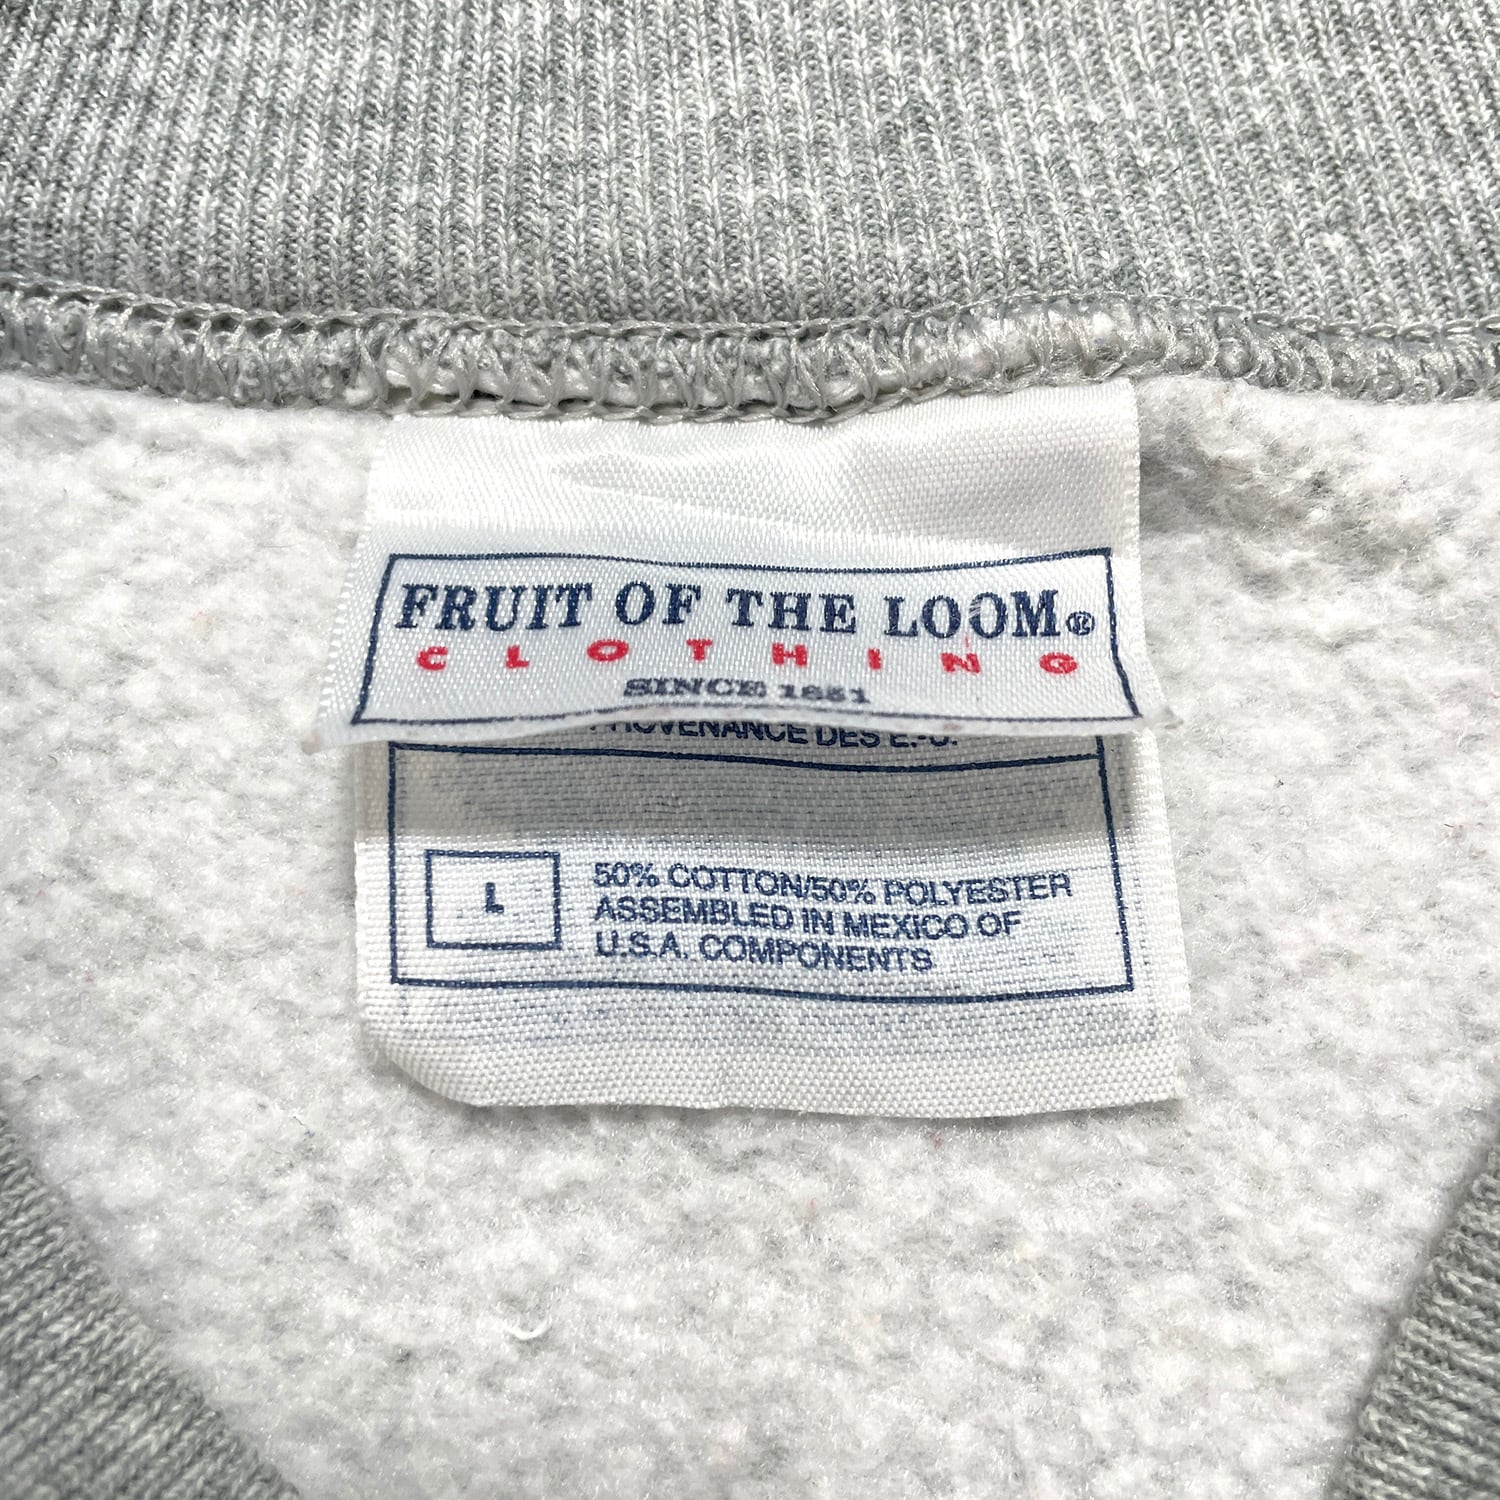 FRUIT OF THE LOOM®
CLOTHING
SINCE 1851
PROVENANCE DES É.-U.
L
50% COTTON/50% POLYESTER
ASSEMBLED IN MEXICO OF
U.S.A. COMPONENTS